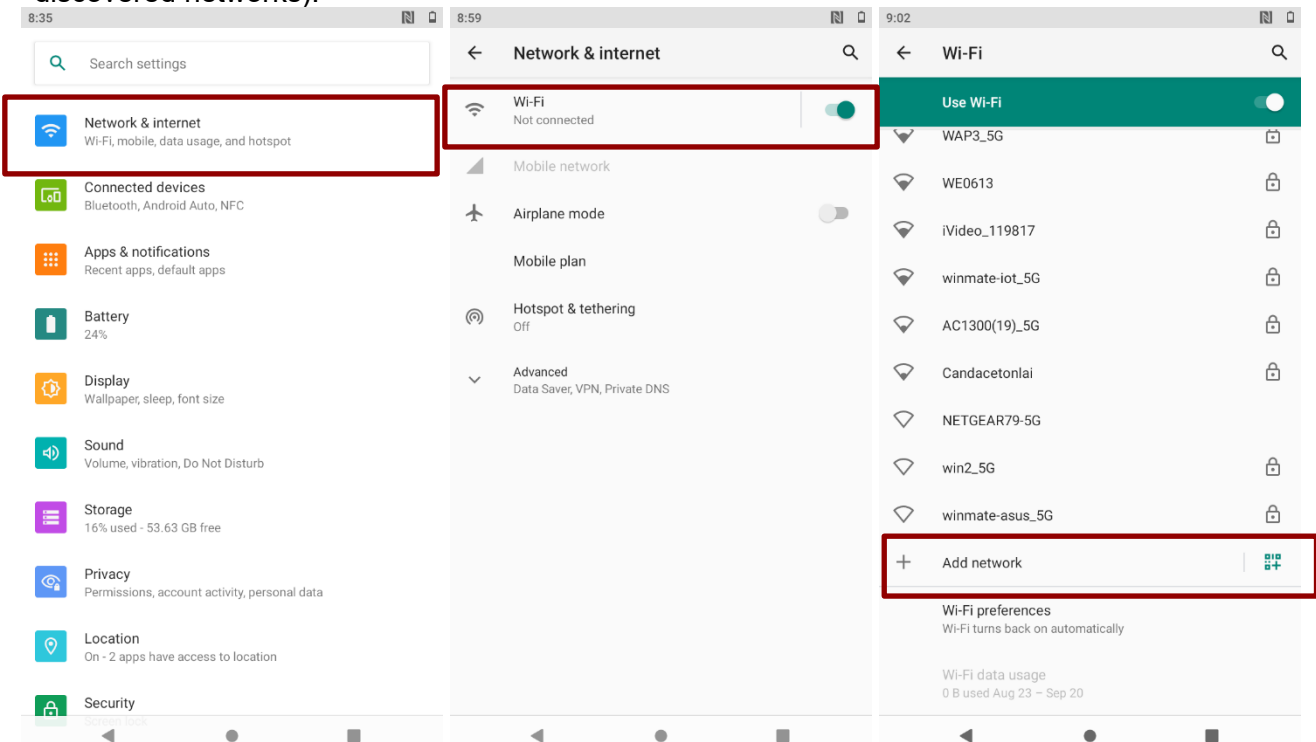 discovered networks).
8:35
Search settings
Network & internet
Wi-Fi, mobile, data usage, and hotspot
Connected devices
Bluetooth, Android Auto, NFC
Apps & notifications
Recent apps, default apps
Battery
24%
Display
Wallpaper, sleep, font size
Sound
Volume, vibration, Do Not Disturb
Storage
16% used - 53.63 GB free
Privacy
Permissions, account activity, personal data
Location
On - 2 apps have access to location
Security
Screen lock
8:59
Network & internet
Wi-Fi
Not connected
Mobile network
Airplane mode
Mobile plan
Hotspot & tethering
Off
Advanced
Data Saver, VPN, Private DNS
9:02
Wi-Fi
Use Wi-Fi
WAP3_5G
WE0613
iVideo_119817
winmate-iot_5G
AC1300(19)_5G
Candacetonlai
NETGEAR79-5G
win2_5G
winmate-asus_5G
Add network
Wi-Fi preferences
Wi-Fi turns back on automatically
Wi-Fi data usage
0 B used Aug 23 – Sep 20